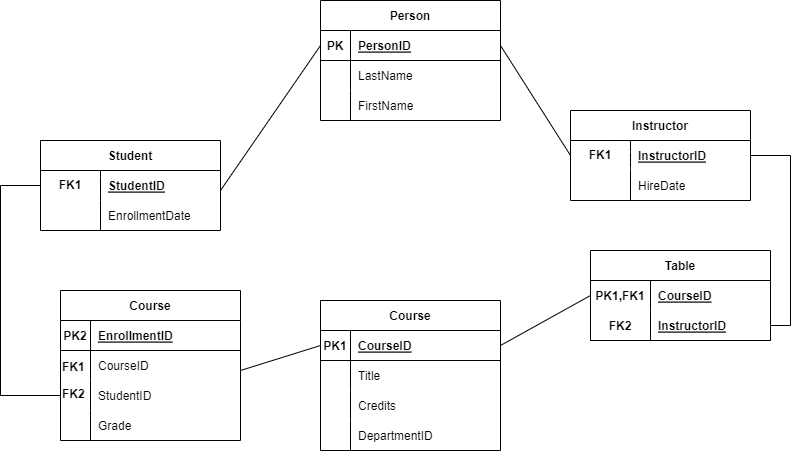 Person
PK PersonID
LastName
FirstName
Student
FK1 StudentID
EnrollmentDate
Instructor
FK1 InstructorID
HireDate
Course
PK2 EnrollmentID
FK1 CourseID
FK2 StudentID
Grade
Course
PK1 CourseID
Title
Credits
DepartmentID
Table
PK1,FK1 CourseID
FK2 InstructorID